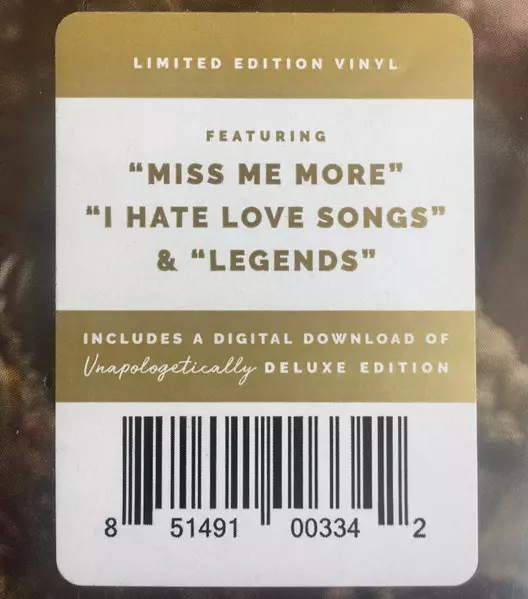 LIMITED EDITION VINYL
FEATURING
“MISS ME MORE”
“I HATE LOVE SONGS”
& “LEGENDS”
INCLUDES A DIGITAL DOWNLOAD OF
Unapologetically DELUXE EDITION
8 51491 00334 2